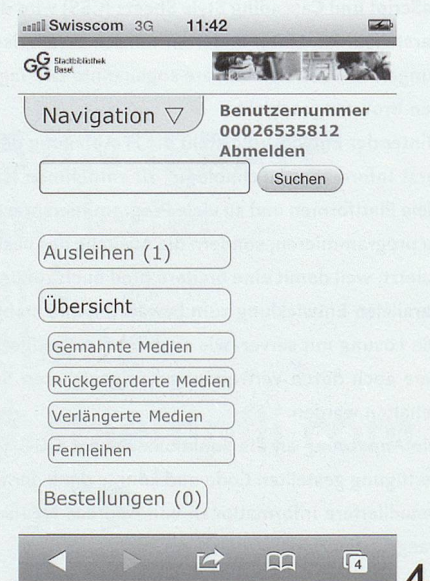 Swisscom 3G 11:42
GGG Stadtbibliothek
Basel
Navigation ▽
Benutzernummer
00026535812
Abmelden
Suchen
Ausleihen (1)
Übersicht
Gemahnte Medien
Rückgeforderte Medien
Verlängerte Medien
Fernleihen
Bestellungen (0)
4
4